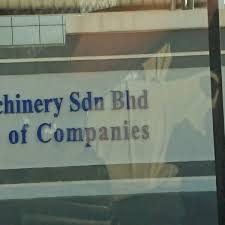 chinery Sdn Bhd
of Companies